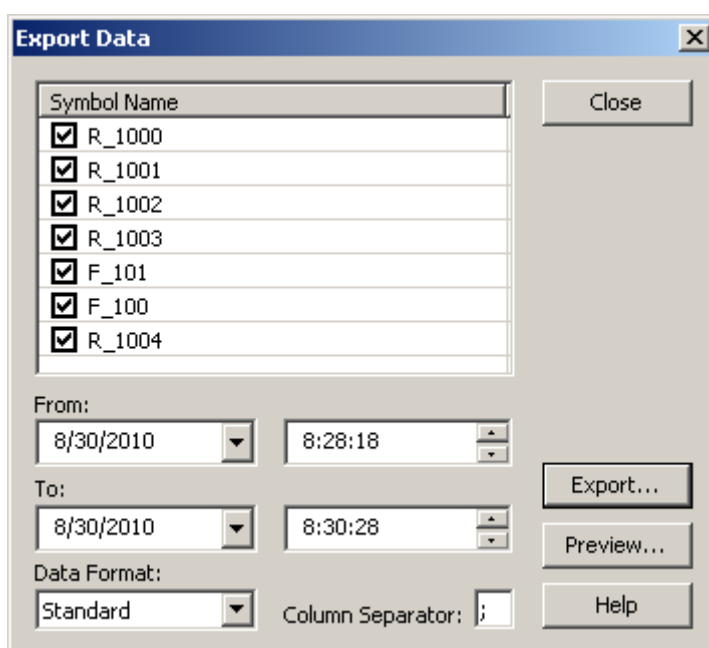 Export Data
Symbol Name
Close
R_1000
R_1001
R_1002
R_1003
F_101
F_100
R_1004
From:
8/30/2010 8:28:18
To:
Export...
8/30/2010 8:30:28
Preview...
Data Format:
Standard Column Separator: ;
Help